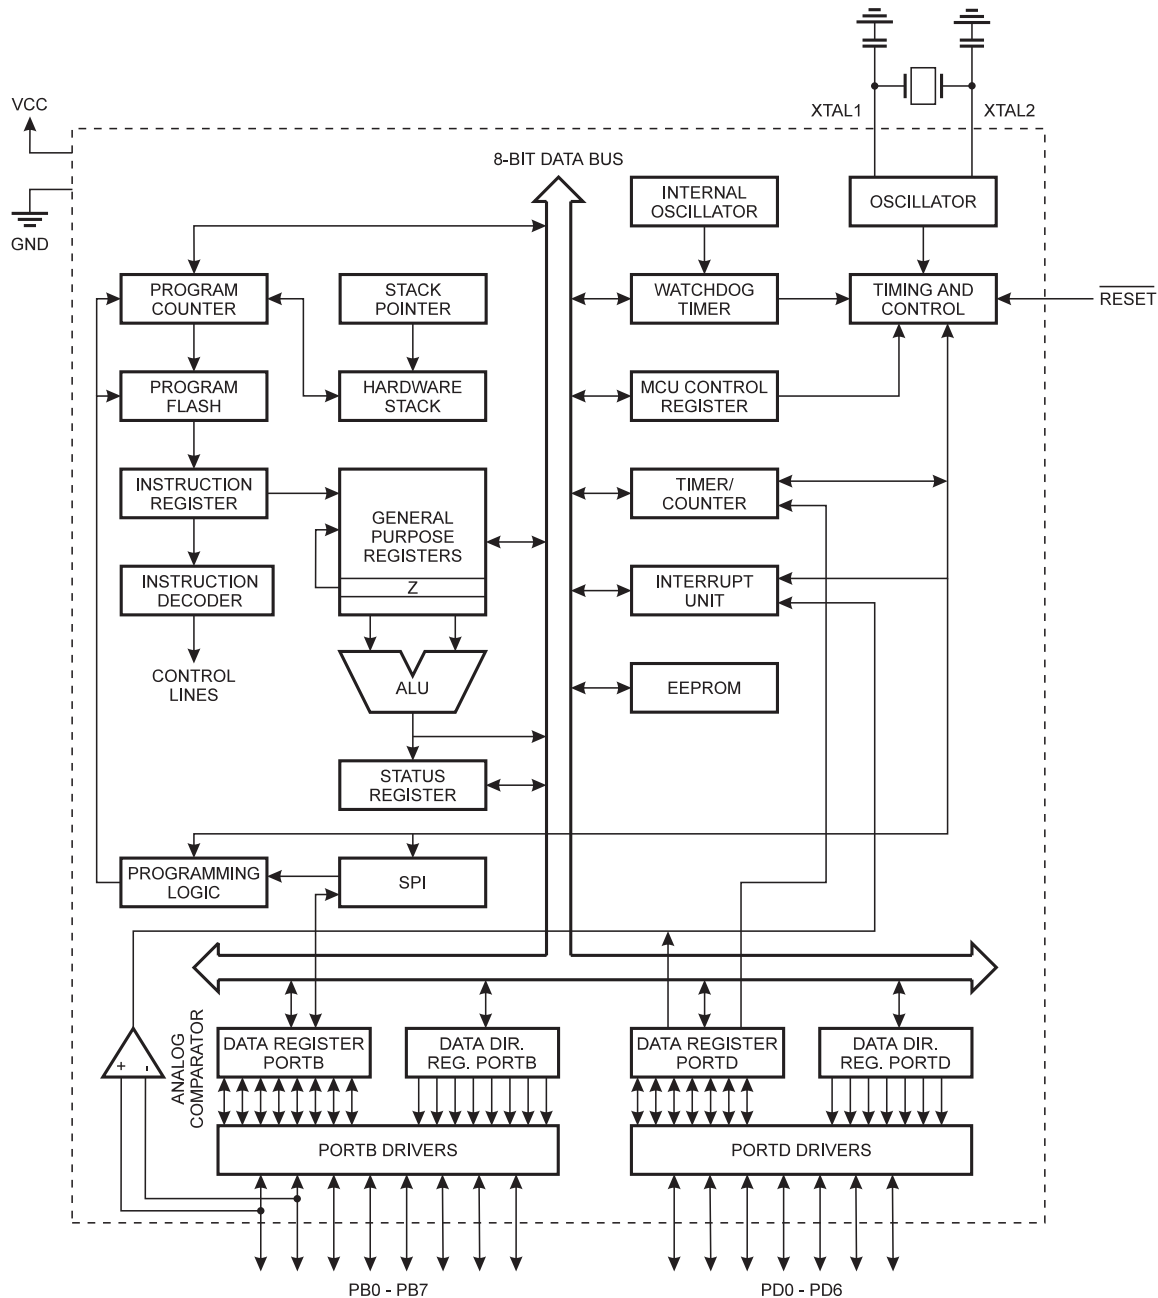 XTAL1
XTAL2
VCC
GND
8-BIT DATA BUS
INTERNAL
OSCILLATOR
OSCILLATOR
PROGRAM
COUNTER
STACK
POINTER
WATCHDOG
TIMER
TIMING AND
CONTROL
RESET
PROGRAM
FLASH
HARDWARE
STACK
MCU CONTROL
REGISTER
INSTRUCTION
REGISTER
GENERAL
PURPOSE
REGISTERS
Z
TIMER/
COUNTER
INSTRUCTION
DECODER
INTERRUPT
UNIT
CONTROL
LINES
ALU
EEPROM
STATUS
REGISTER
PROGRAMMING
LOGIC
SPI
ANALOG
COMPARATOR
+
-
DATA REGISTER
PORTB
DATA DIR.
REG. PORTB
DATA REGISTER
PORTD
DATA DIR.
REG. PORTD
PORTB DRIVERS
PORTD DRIVERS
PB0 - PB7
PD0 - PD6